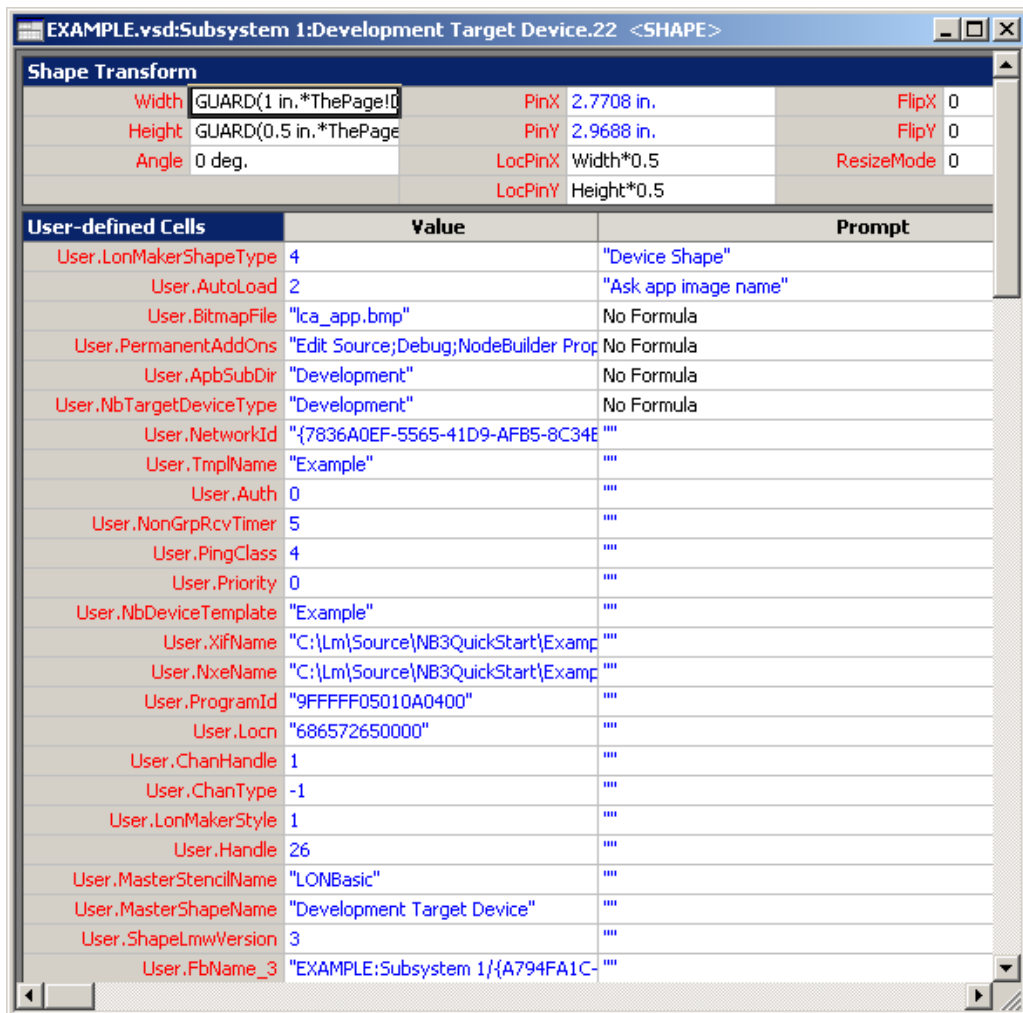 EXAMPLE.vsd:Subsystem 1:Development Target Device.22 <SHAPE>
Shape Transform
Width GUARD(1 in.*ThePage!D PinX 2.7708 in. FlipX 0
Height GUARD(0.5 in.*ThePage PinY 2.9688 in. FlipY 0
Angle 0 deg. LocPinX Width*0.5 ResizeMode 0
LocPinY Height*0.5
User-defined Cells Value Prompt
User.LonMakerShapeType 4 "Device Shape"
User.AutoLoad 2 "Ask app image name"
User.BitmapFile "lca_app.bmp" No Formula
User.PermanentAddOns "Edit Source;Debug;NodeBuilder Prop No Formula
User.ApbSubDir "Development" No Formula
User.NbTargetDeviceType "Development" No Formula
User.NetworkId "{7836A0EF-5565-41D9-AFB5-8C34E ""
User.TmplName "Example" ""
User.Auth 0 ""
User.NonGrpRcvTimer 5 ""
User.PingClass 4 ""
User.Priority 0 ""
User.NbDeviceTemplate "Example" ""
User.XifName "C:\Lm\Source\NB3QuickStart\Examp ""
User.NxeName "C:\Lm\Source\NB3QuickStart\Examp ""
User.ProgramId "9FFFFF05010A0400" ""
User.Locn "686572650000" ""
User.ChanHandle 1 ""
User.ChanType -1 ""
User.LonMakerStyle 1 ""
User.Handle 26 ""
User.MasterStencilName "LONBasic" ""
User.MasterShapeName "Development Target Device" ""
User.ShapeLmwVersion 3 ""
User.FbName_3 "EXAMPLE:Subsystem 1/{A794FA1C- ""